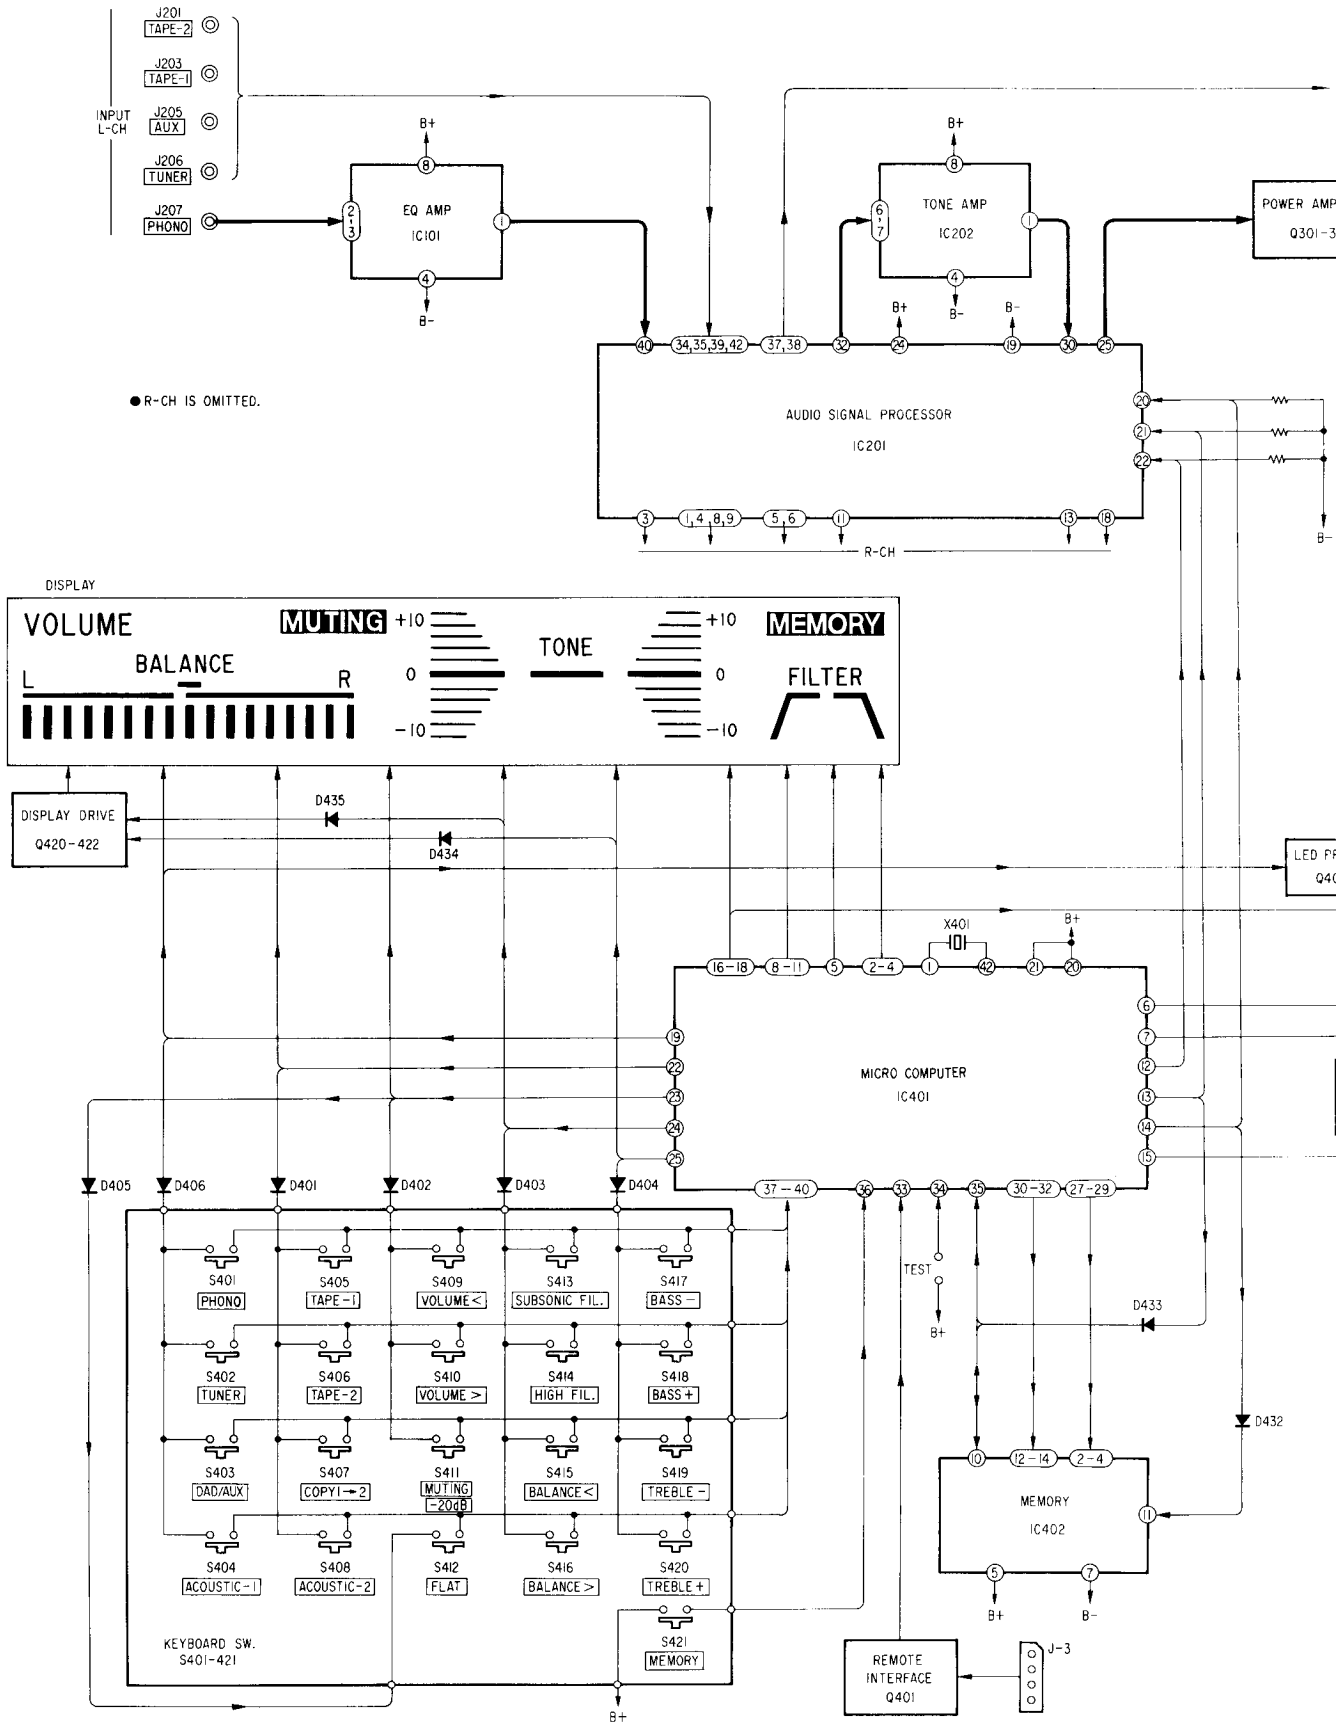 J201
TAPE-2
J203
TAPE-1
INPUT
L-CH
J205
AUX
J206
TUNER
J207
PHONO
B+
8
2,3
EQ AMP
IC101
1
4
B-
B+
8
6,7
TONE AMP
IC202
1
4
B-
POWER AMP
Q301-3
B+
B-
40
34,35,39,42
37,38
32
24
19
30
25
● R-CH IS OMITTED.
AUDIO SIGNAL PROCESSOR
IC201
20
21
22
3
1,4,8,9
5,6
11
13
18
R-CH
B-
DISPLAY
VOLUME
MUTING
+10
TONE
+10
MEMORY
BALANCE
L
R
0
0
FILTER
-10
-10
DISPLAY DRIVE
Q420-422
D435
D434
LED PR
Q40
X401
B+
16-18
8-11
5
2-4
1
42
21
20
6
19
7
22
MICRO COMPUTER
12
23
IC401
13
24
14
25
15
D405
D406
D401
D402
D403
D404
37-40
36
33
34
35
30-32
27-29
TEST
B+
D433
S401
PHONO
S405
TAPE-1
S409
VOLUME<
S413
SUBSONIC FIL.
S417
BASS-
S402
TUNER
S406
TAPE-2
S410
VOLUME >
S414
HIGH FIL.
S418
BASS+
D432
S403
DAD/AUX
S407
COPY1→2
S411
MUTING
-20dB
S415
BALANCE<
S419
TREBLE-
10
12-14
2-4
MEMORY
IC402
11
5
7
B+
B-
S404
ACOUSTIC-1
S408
ACOUSTIC-2
S412
FLAT
S416
BALANCE>
S420
TREBLE+
KEYBOARD SW.
S401-421
S421
MEMORY
B+
REMOTE
INTERFACE
Q401
J-3